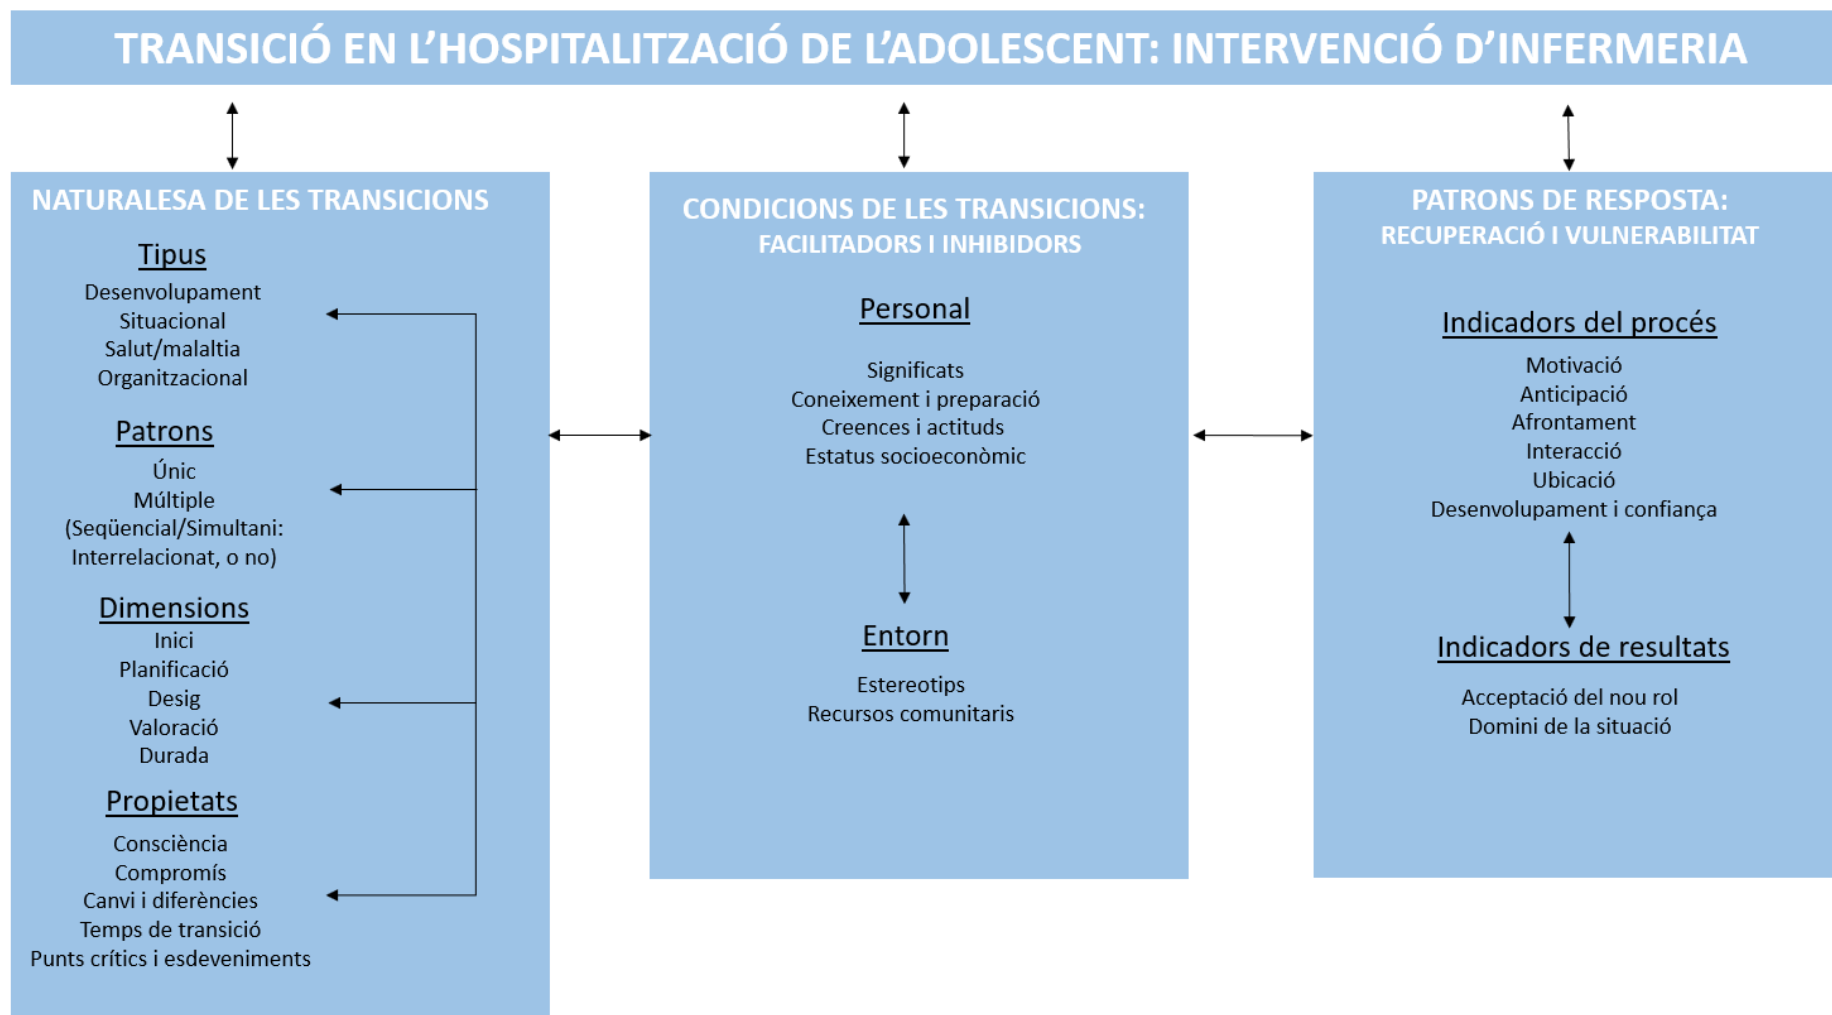 TRANSICIÓ EN L'HOSPITALITZACIÓ DE L'ADOLESCENT: INTERVENCIÓ D'INFERMERIA
NATURALESA DE LES TRANSICIONS
Tipus
Desenvolupament
Situacional
Salut/malaltia
Organitzacional
Patrons
Únic
Múltiple
(Seqüencial/Simultani:
Interrelacionat, o no)
Dimensions
Inici
Planificació
Desig
Valoració
Durada
Propietats
Consciència
Compromís
Canvi i diferències
Temps de transició
Punts crítics i esdeveniments
CONDICIONS DE LES TRANSICIONS:
FACILITADORS I INHIBIDORS
Personal
Significats
Coneixement i preparació
Creences i actituds
Estatus socioeconòmic
Entorn
Estereotips
Recursos comunitaris
PATRONS DE RESPOSTA:
RECUPERACIÓ I VULNERABILITAT
Indicadors del procés
Motivació
Anticipació
Afrontament
Interacció
Ubicació
Desenvolupament i confiança
Indicadors de resultats
Acceptació del nou rol
Domini de la situació